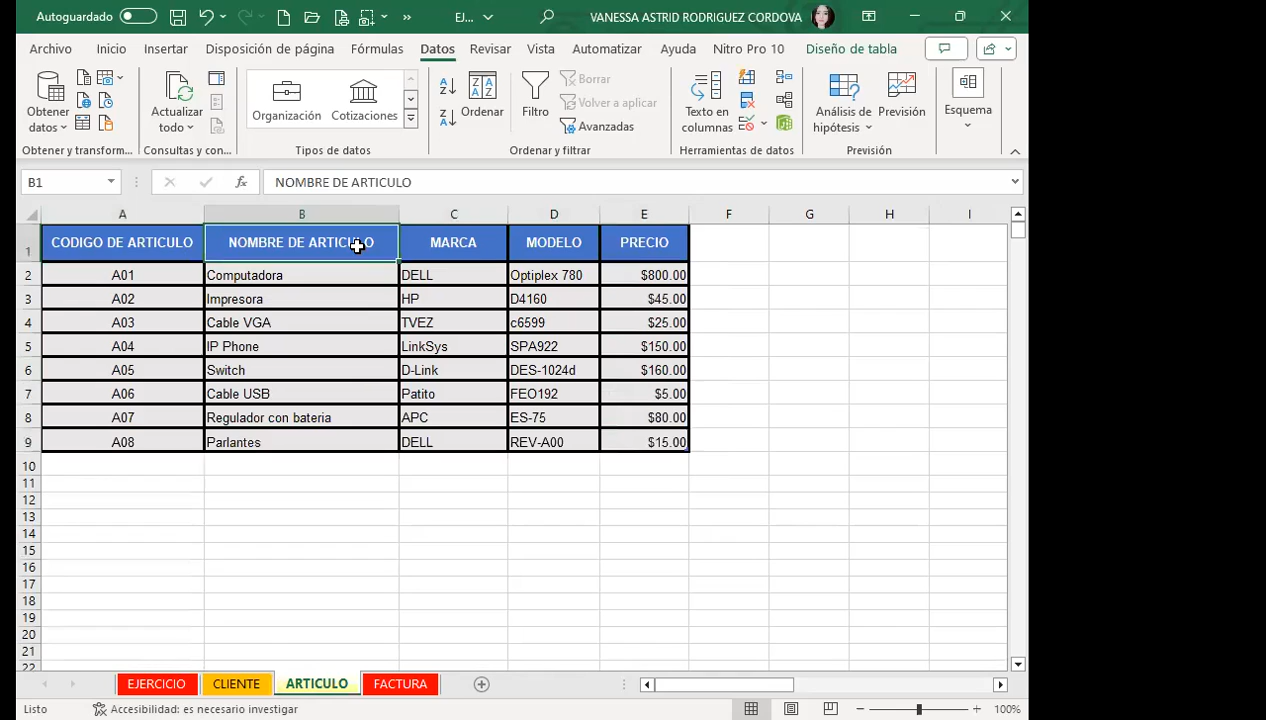 Autoguardado
EJ...
VANESSA ASTRID RODRIGUEZ CORDOVA
Archivo Inicio Insertar Disposición de página Fórmulas Datos Revisar Vista Automatizar Ayuda Nitro Pro 10 Diseño de tabla
Obtener datos
Actualizar todo
Organización
Cotizaciones
Ordenar
Filtro
Borrar
Volver a aplicar
Avanzadas
Texto en columnas
Análisis de hipótesis
Previsión
Esquema
Obtener y transform... Consultas y con... Tipos de datos Ordenar y filtrar Herramientas de datos Previsión
B1 fx NOMBRE DE ARTICULO
A B C D E F G H I
1 CODIGO DE ARTICULO NOMBRE DE ARTICULO MARCA MODELO PRECIO
2 A01 Computadora DELL Optiplex 780 $800.00
3 A02 Impresora HP D4160 $45.00
4 A03 Cable VGA TVEZ c6599 $25.00
5 A04 IP Phone LinkSys SPA922 $150.00
6 A05 Switch D-Link DES-1024d $160.00
7 A06 Cable USB Patito FEO192 $5.00
8 A07 Regulador con bateria APC ES-75 $80.00
9 A08 Parlantes DELL REV-A00 $15.00
10
11
12
13
14
15
16
17
18
19
20
21
22
EJERCICIO CLIENTE ARTICULO FACTURA
Listo Accesibilidad: es necesario investigar 100%